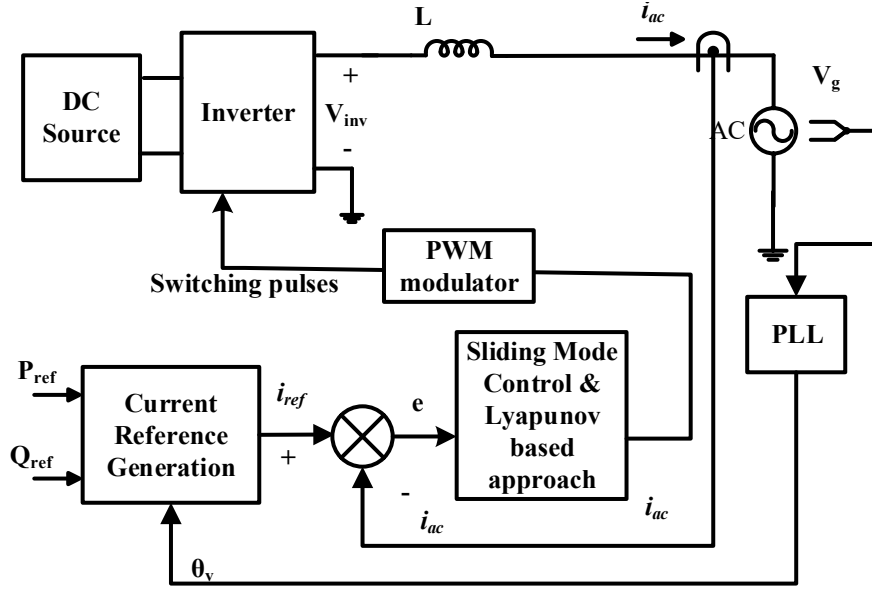 L
i_ac
V_g
DC
Source
Inverter
+
V_inv
-
AC
PWM
modulator
Switching pulses
PLL
P_ref
Q_ref
Current
Reference
Generation
i_ref
+
e
-
i_ac
Sliding Mode
Control &
Lyapunov
based
approach
i_ac
θ_v